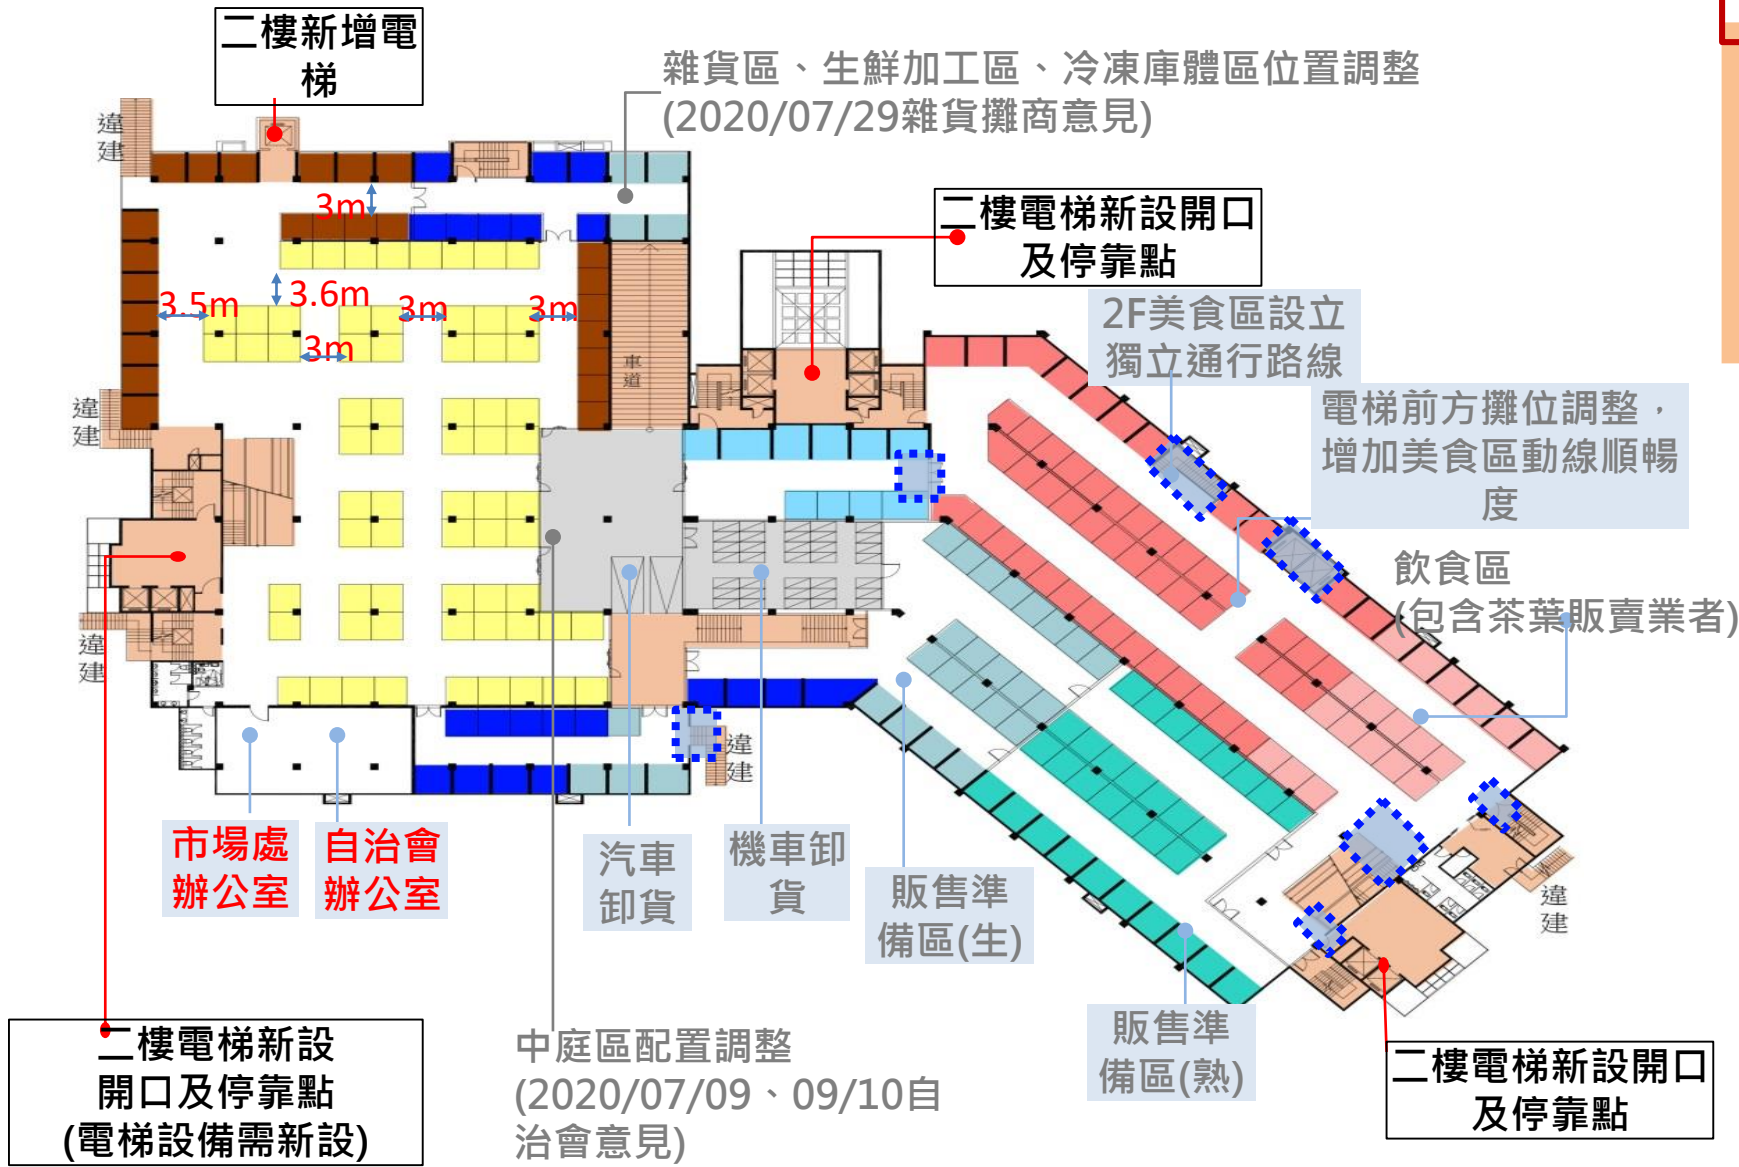 二樓新增電
梯
雜貨區、生鮮加工區、冷凍庫體區位置調整
(2020/07/29雜貨攤商意見)
違
建
3m
二樓電梯新設開口
及停靠點
3.5m
3.6m
3m
3m
3m
2F美食區設立
獨立通行路線
車
道
電梯前方攤位調整，
增加美食區動線順暢
度
違
建
飲食區
(包含茶葉販賣業者)
違
建
違
建
市場處
辦公室
自治會
辦公室
汽車
卸貨
機車卸
貨
販售準
備區(生)
違
建
販售準
備區(熟)
二樓電梯新設
開口及停靠點
(電梯設備需新設)
中庭區配置調整
(2020/07/09、09/10自
治會意見)
二樓電梯新設開口
及停靠點